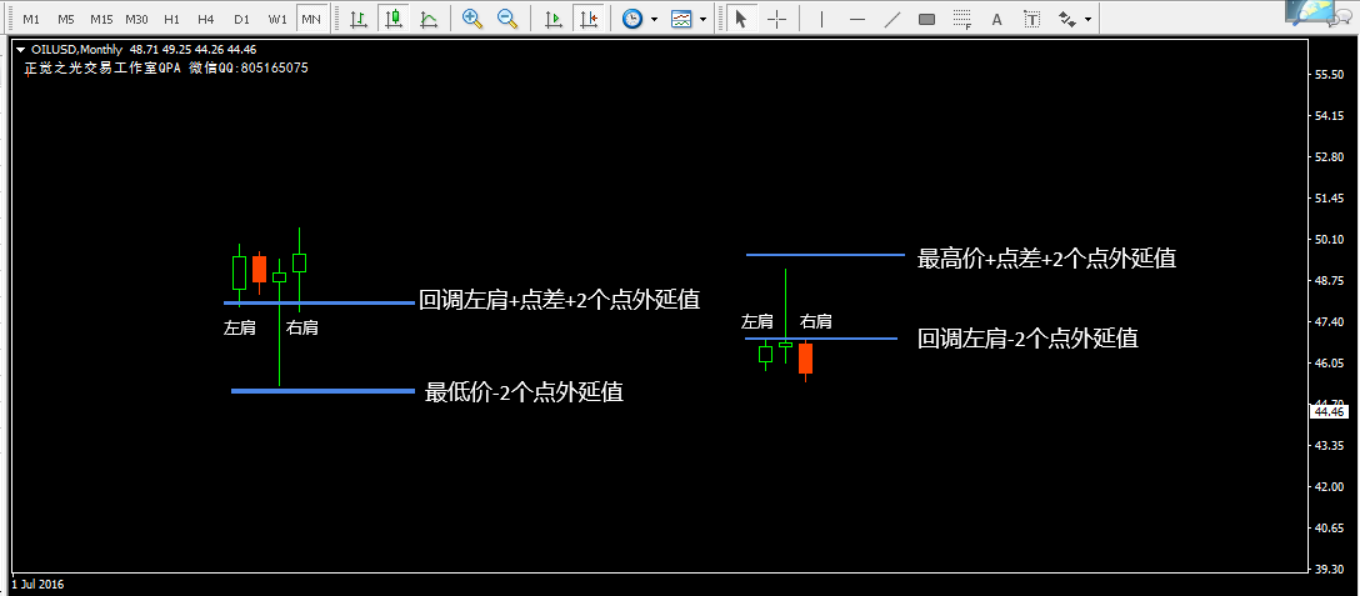 M1 M5 M15 M30 H1 H4 D1 W1 MN
A T
F
OILUSD,Monthly 48.71 49.25 44.26 44.46
正觉之光交易工作室QPA 微信QQ:805165075
55.50
54.15
52.80
51.45
50.10
48.75
47.40
46.05
44.70
44.46
43.35
42.00
40.65
39.30
回调左肩+点差+2个点外延值
左肩 右肩
最低价-2个点外延值
最高价+点差+2个点外延值
左肩 右肩
回调左肩-2个点外延值
1 Jul 2016